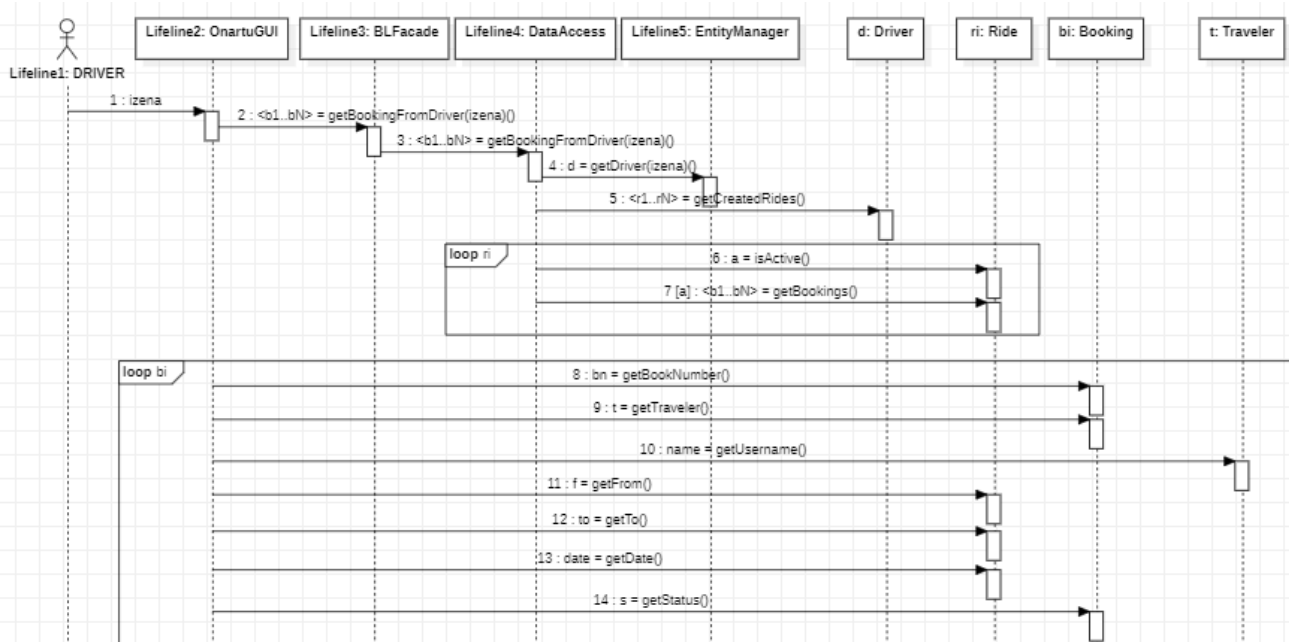 Lifeline1: DRIVER
Lifeline2: OnartuGUI
Lifeline3: BLFacade
Lifeline4: DataAccess
Lifeline5: EntityManager
d: Driver
ri: Ride
bi: Booking
t: Traveler
1 : izena
2 : <b1..bN> = getBookingFromDriver(izena)()
3 : <b1..bN> = getBookingFromDriver(izena)()
4 : d = getDriver(izena)()
5 : <r1..rN> = getCreatedRides()
loop ri
6 : a = isActive()
7 [a] : <b1..bN> = getBookings()
loop bi
8 : bn = getBookNumber()
9 : t = getTraveler()
10 : name = getUsername()
11 : f = getFrom()
12 : to = getTo()
13 : date = getDate()
14 : s = getStatus()